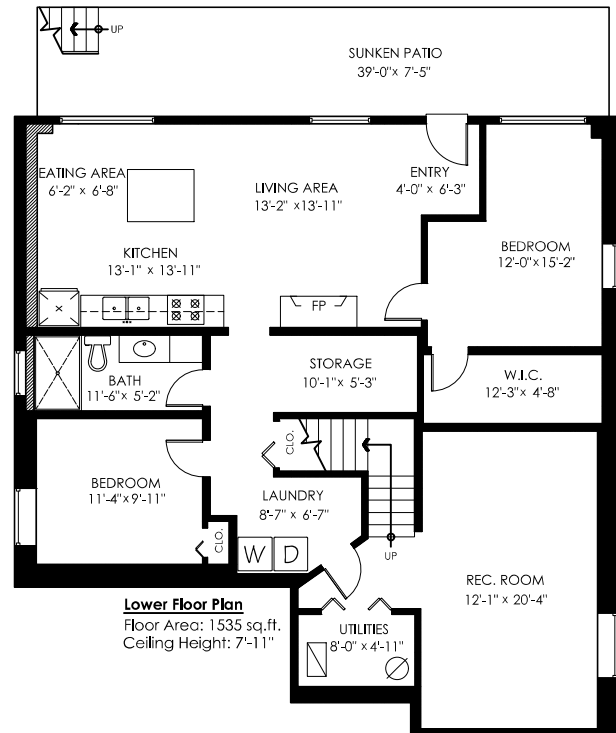 UP
SUNKEN PATIO
39'-0" x 7'-5"
EATING AREA
6'-2" x 6'-8"
LIVING AREA
13'-2" x 13'-11"
ENTRY
4'-0" x 6'-3"
KITCHEN
13'-1" x 13'-11"
BEDROOM
12'-0" x 15'-2"
FP
X
BATH
11'-6" x 5'-2"
STORAGE
10'-1" x 5'-3"
W.I.C.
12'-3" x 4'-8"
CLO.
BEDROOM
11'-4" x 9'-11"
LAUNDRY
8'-7" x 6'-7"
CLO.
W D
UP
REC. ROOM
12'-1" x 20'-4"
Lower Floor Plan
Floor Area: 1535 sq.ft.
Ceiling Height: 7'-11"
UTILITIES
8'-0" x 4'-11"